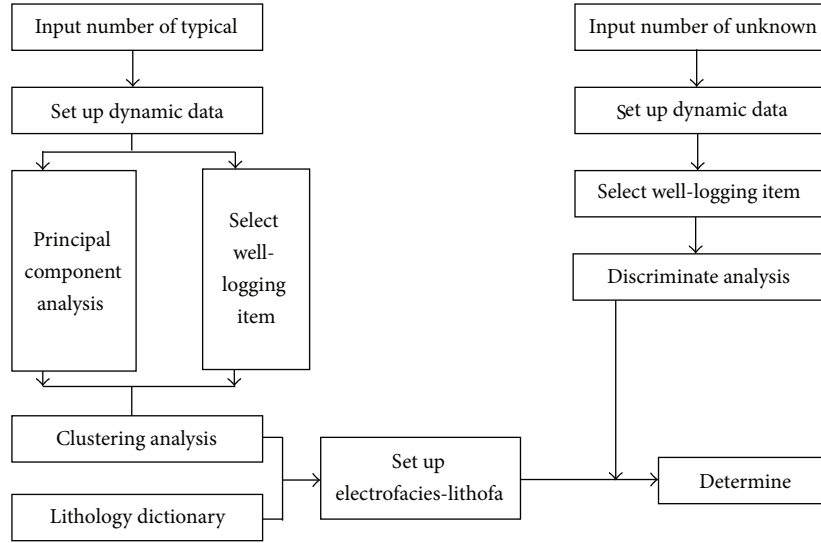 Input number of typical
Set up dynamic data
Principal
component
analysis
Select
well-
logging
item
Clustering analysis
Lithology dictionary
Set up
electrofacies-lithofa
Input number of unknown
Set up dynamic data
Select well-logging item
Discriminate analysis
Determine